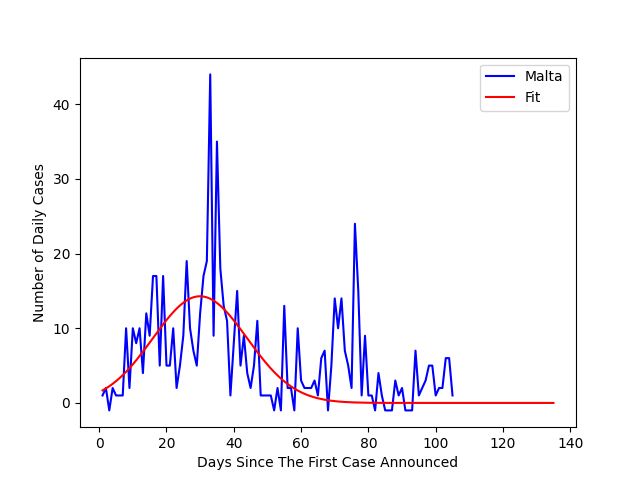 Malta
Fit
Number of Daily Cases
40
30
20
10
0
0 20 40 60 80 100 120 140
Days Since The First Case Announced